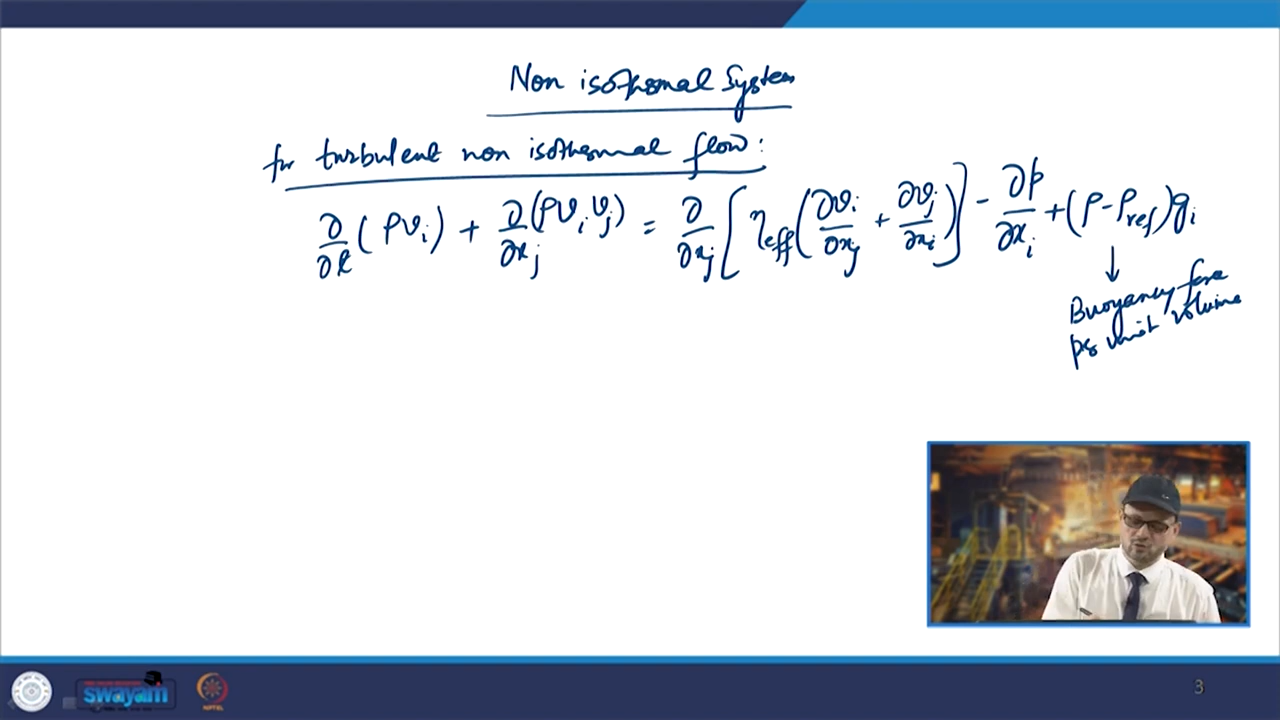 Non isothermal System
for turbulent non isothermal flow:
∂/∂t (ρv_i) + ∂/∂x_j (ρv_i v_j) = ∂/∂x_j [η_eff (∂v_i/∂x_j + ∂v_j/∂x_i)] - ∂p/∂x_i + (ρ-ρ_ref)g_i
↓
Buoyancy force
per unit volume
3
swayam
NPTEL